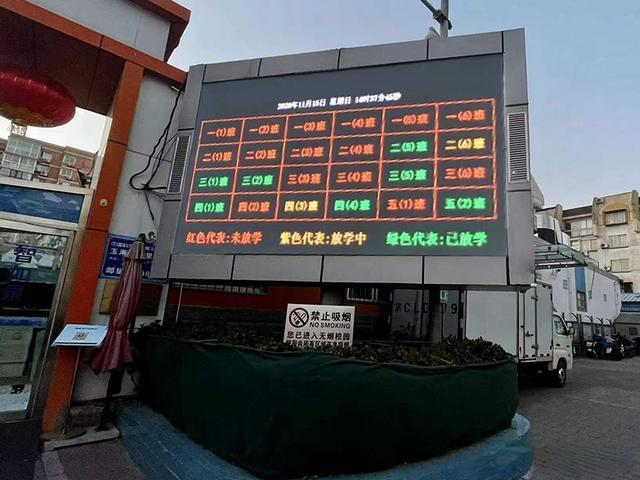 2020年11月15日 星期日 16时37分45秒
一(1)班 一(2)班 一(3)班 一(4)班 一(5)班 一(6)班
二(1)班 二(2)班 二(3)班 二(4)班 二(5)班 二(6)班
三(1)班 三(2)班 三(3)班 三(4)班 三(5)班 三(6)班
四(1)班 四(2)班 四(3)班 四(4)班 五(1)班 五(2)班
红色代表:未放学 紫色代表:放学中 绿色代表:已放学
禁止吸烟
NO SMOKING
您已进入无烟校园